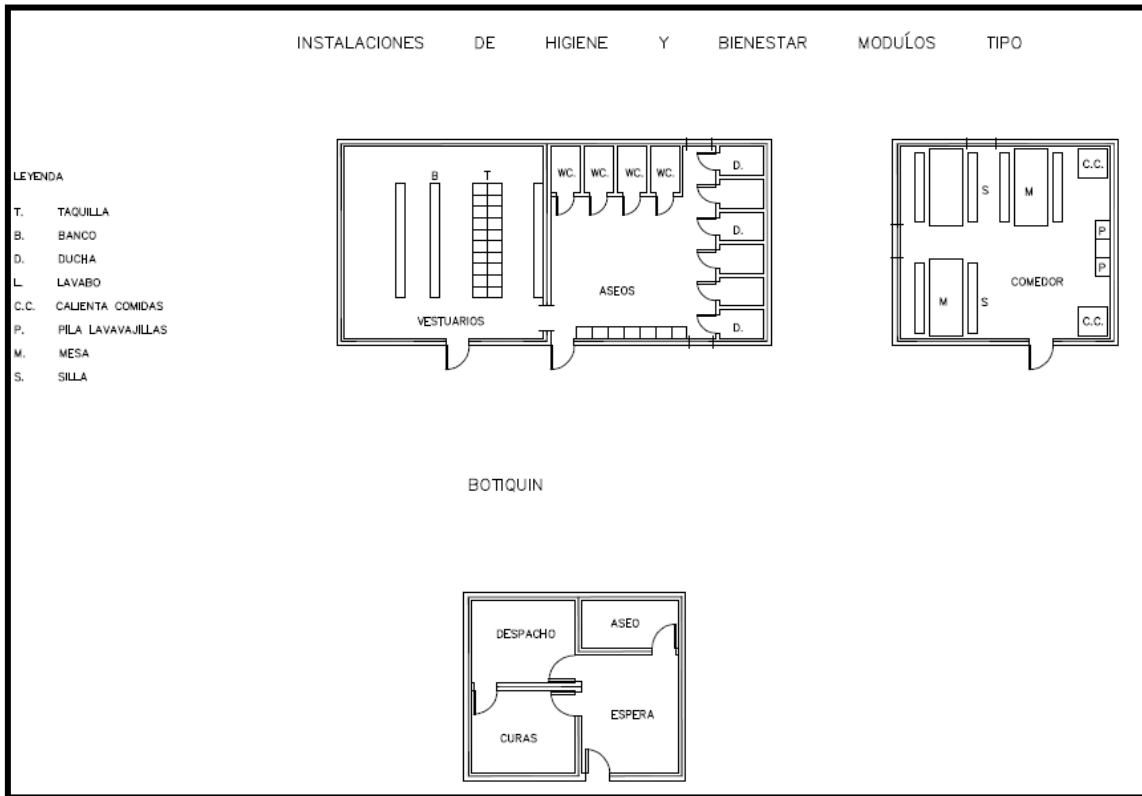 INSTALACIONES DE HIGIENE Y BIENESTAR MODUĹOS TIPO
LEYENDA
T. TAQUILLA
B. BANCO
D. DUCHA
L. LAVABO
C.C. CALIENTA COMIDAS
P. PILA LAVAVAJILLAS
M. MESA
S. SILLA
B
T
VESTUARIOS
WC.
WC.
WC.
WC.
D.
D.
D.
ASEOS
C.C.
S
M
P
P
COMEDOR
M
S
C.C.
BOTIQUIN
DESPACHO
ASEO
ESPERA
CURAS